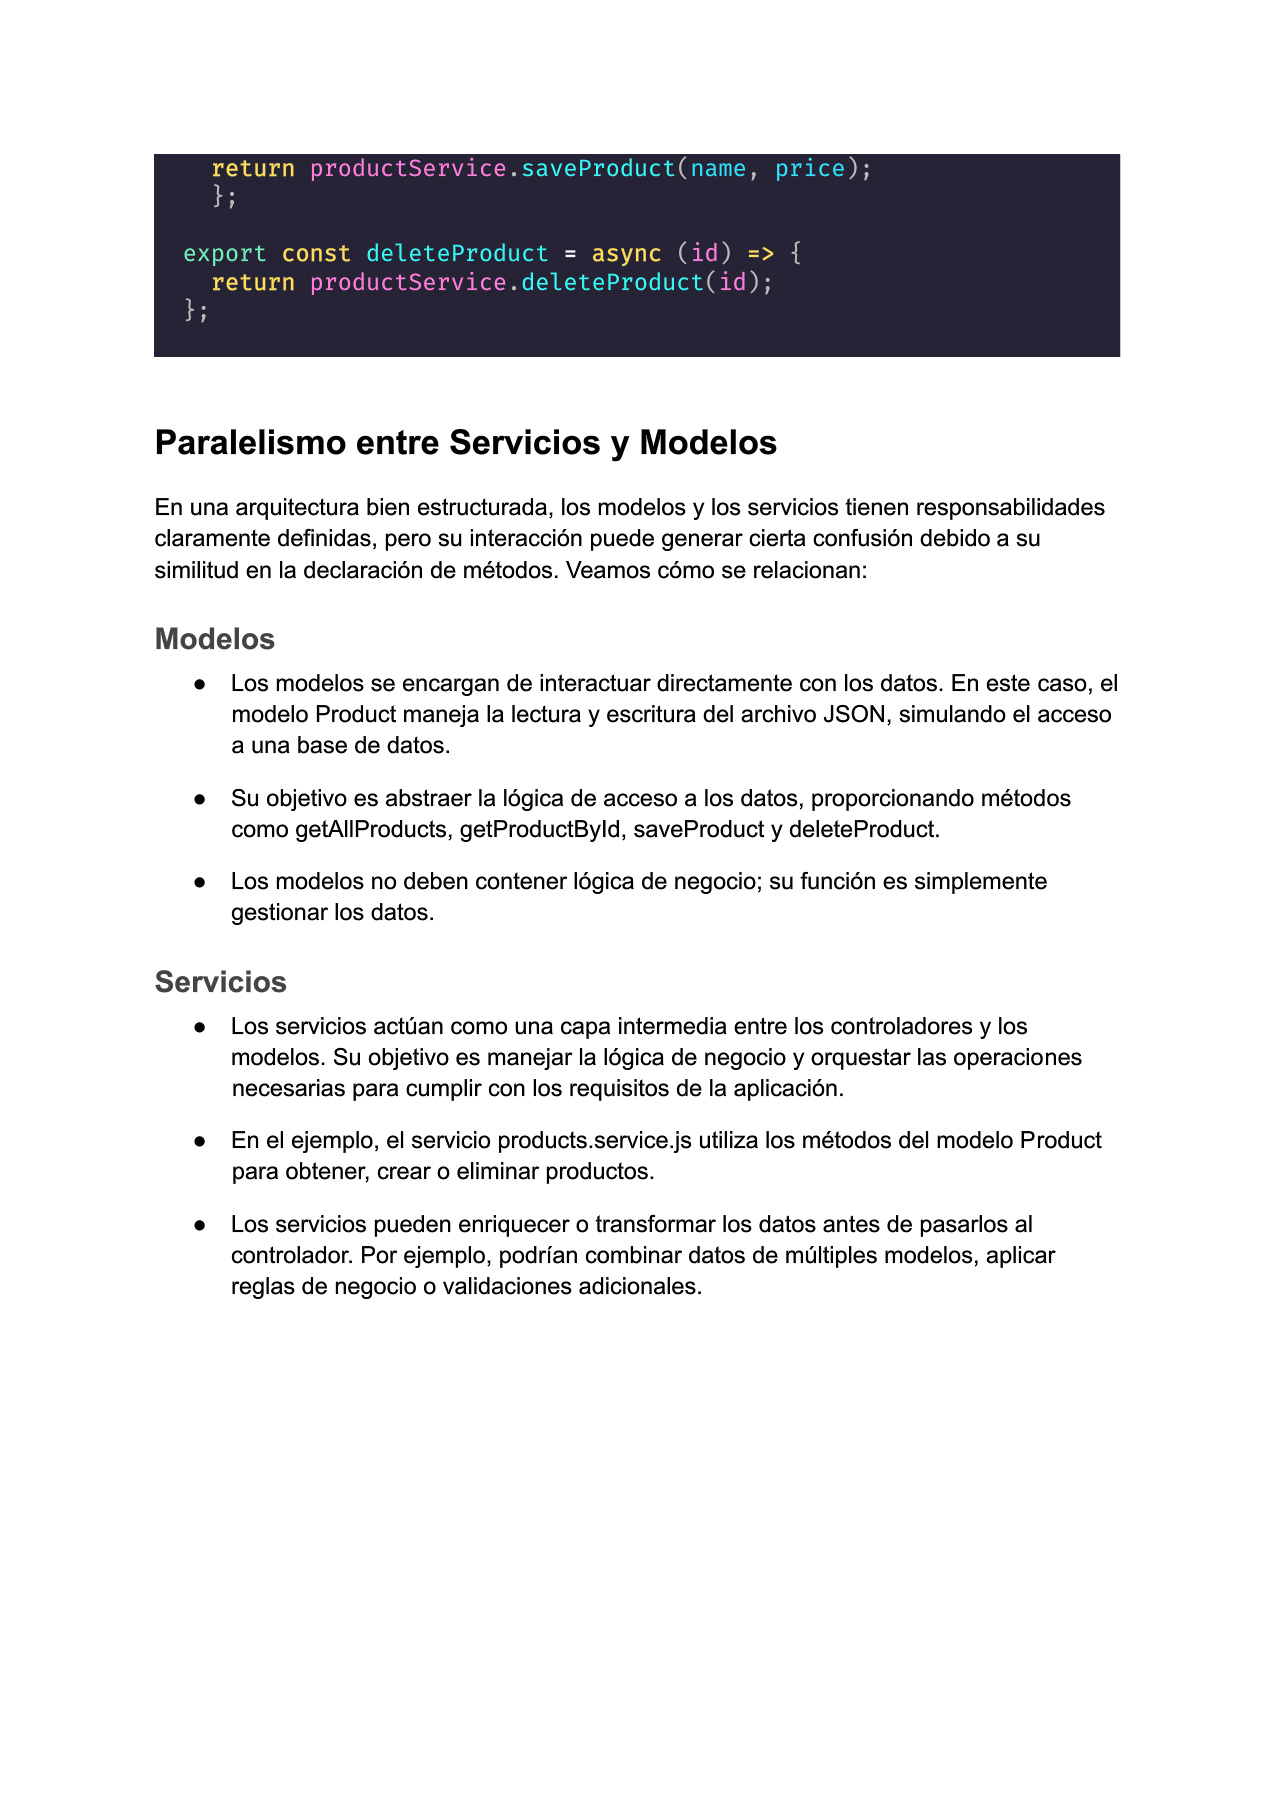 return productService.saveProduct(name, price);
};
export const deleteProduct = async (id) => {
return productService.deleteProduct(id);
};
Paralelismo entre Servicios y Modelos
En una arquitectura bien estructurada, los modelos y los servicios tienen responsabilidades
claramente definidas, pero su interacción puede generar cierta confusión debido a su
similitud en la declaración de métodos. Veamos cómo se relacionan:
Modelos
● Los modelos se encargan de interactuar directamente con los datos. En este caso, el
modelo Product maneja la lectura y escritura del archivo JSON, simulando el acceso
a una base de datos.
● Su objetivo es abstraer la lógica de acceso a los datos, proporcionando métodos
como getAllProducts, getProductById, saveProduct y deleteProduct.
● Los modelos no deben contener lógica de negocio; su función es simplemente
gestionar los datos.
Servicios
● Los servicios actúan como una capa intermedia entre los controladores y los
modelos. Su objetivo es manejar la lógica de negocio y orquestar las operaciones
necesarias para cumplir con los requisitos de la aplicación.
● En el ejemplo, el servicio products.service.js utiliza los métodos del modelo Product
para obtener, crear o eliminar productos.
● Los servicios pueden enriquecer o transformar los datos antes de pasarlos al
controlador. Por ejemplo, podrían combinar datos de múltiples modelos, aplicar
reglas de negocio o validaciones adicionales.